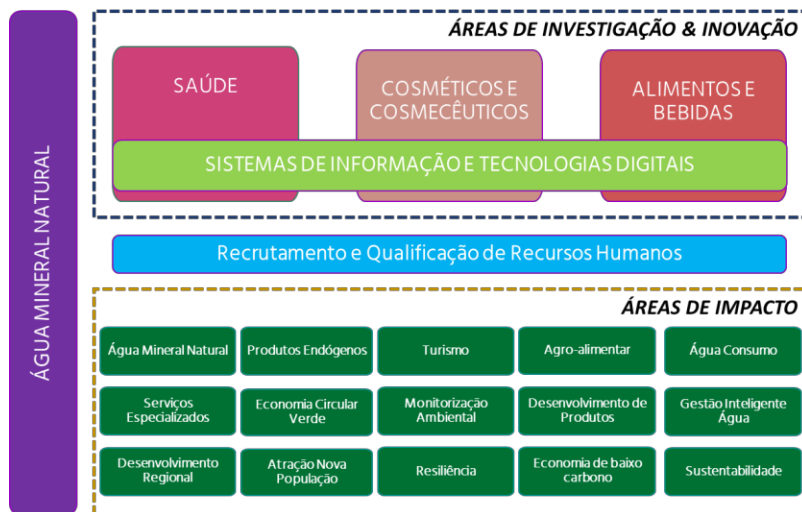 ÁGUA MINERAL NATURAL
ÁREAS DE INVESTIGAÇÃO & INOVAÇÃO
SAÚDE
COSMÉTICOS E
COSMECÊUTICOS
ALIMENTOS E
BEBIDAS
SISTEMAS DE INFORMAÇÃO E TECNOLOGIAS DIGITAIS
Recrutamento e Qualificação de Recursos Humanos
ÁREAS DE IMPACTO
Água Mineral Natural
Produtos Endógenos
Turismo
Agro-alimentar
Água Consumo
Serviços
Especializados
Economia Circular
Verde
Monitorização
Ambiental
Desenvolvimento de
Produtos
Gestão Inteligente
Água
Desenvolvimento
Regional
Atração Nova
População
Resiliência
Economia de baixo
carbono
Sustentabilidade